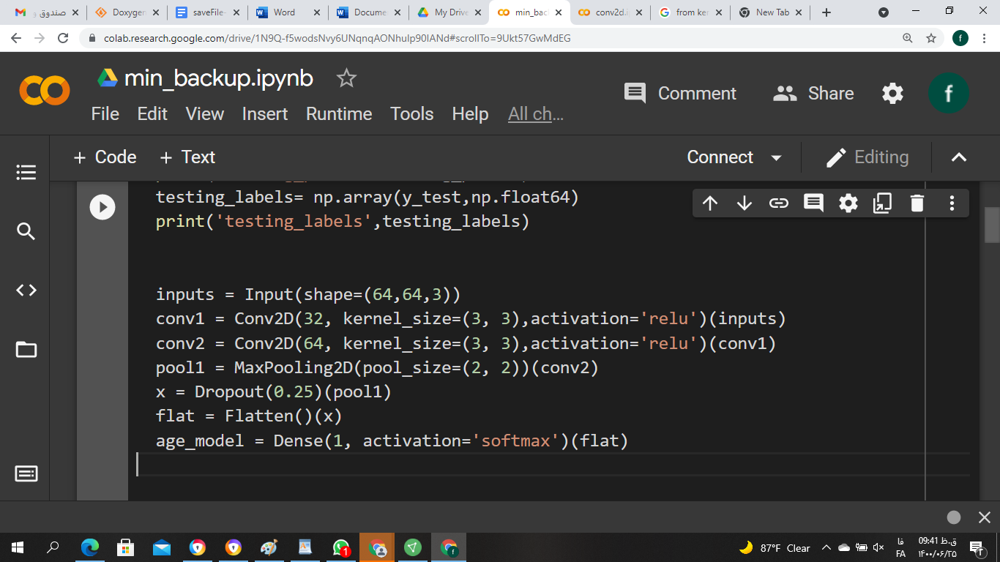 صندوق و
Doxygen
saveFile-
Word
Docume
My Drive
min_bac
conv2d.i
from ker
New Tab
colab.research.google.com/drive/1N9Q-f5wodsNvy6UNqnqAONhulp90lANd#scrollTo=9Ukt57GwMdEG
f
min_backup.ipynb
Comment
Share
f
File Edit View Insert Runtime Tools Help All ch…
+ Code + Text
Connect
Editing
testing_labels= np.array(y_test,np.float64)
print('testing_labels',testing_labels)
inputs = Input(shape=(64,64,3))
conv1 = Conv2D(32, kernel_size=(3, 3),activation='relu')(inputs)
conv2 = Conv2D(64, kernel_size=(3, 3),activation='relu')(conv1)
pool1 = MaxPooling2D(pool_size=(2, 2))(conv2)
x = Dropout(0.25)(pool1)
flat = Flatten()(x)
age_model = Dense(1, activation='softmax')(flat)
1
f
87°F Clear
فا
FA
09:41 ق.ظ
۱۴۰۰/۰۶/۲۵
۲